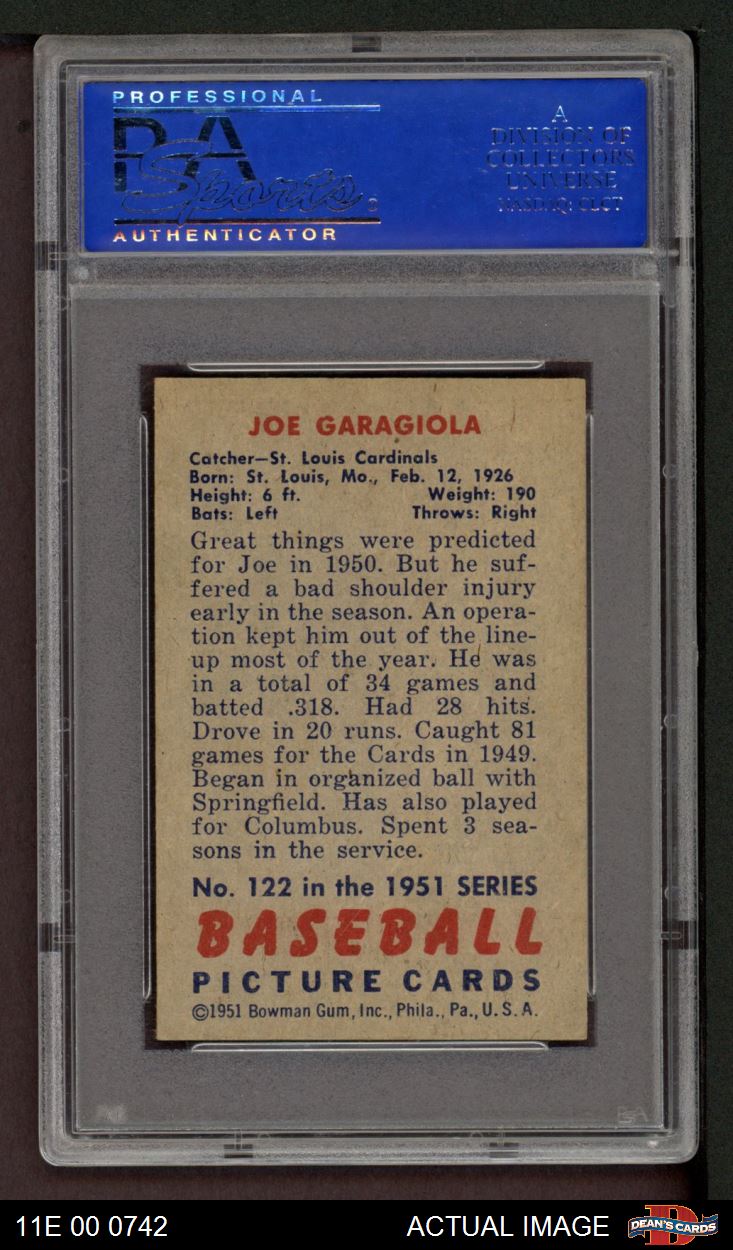 PROFESSIONAL
PSA
Sports
AUTHENTICATOR
A
DIVISION OF
COLLECTORS
UNIVERSE
NASDAQ: CLCT
JOE GARAGIOLA
Catcher—St. Louis Cardinals
Born: St. Louis, Mo., Feb. 12, 1926
Height: 6 ft. Weight: 190
Bats: Left Throws: Right
Great things were predicted
for Joe in 1950. But he suf-
fered a bad shoulder injury
early in the season. An opera-
tion kept him out of the line-
up most of the year. He was
in a total of 34 games and
batted .318. Had 28 hits.
Drove in 20 runs. Caught 81
games for the Cards in 1949.
Began in organized ball with
Springfield. Has also played
for Columbus. Spent 3 sea-
sons in the service.
No. 122 in the 1951 SERIES
BASEBALL
PICTURE CARDS
©1951 Bowman Gum, Inc., Phila., Pa., U. S. A.
11E 00 0742 ACTUAL IMAGE DEAN'S CARDS